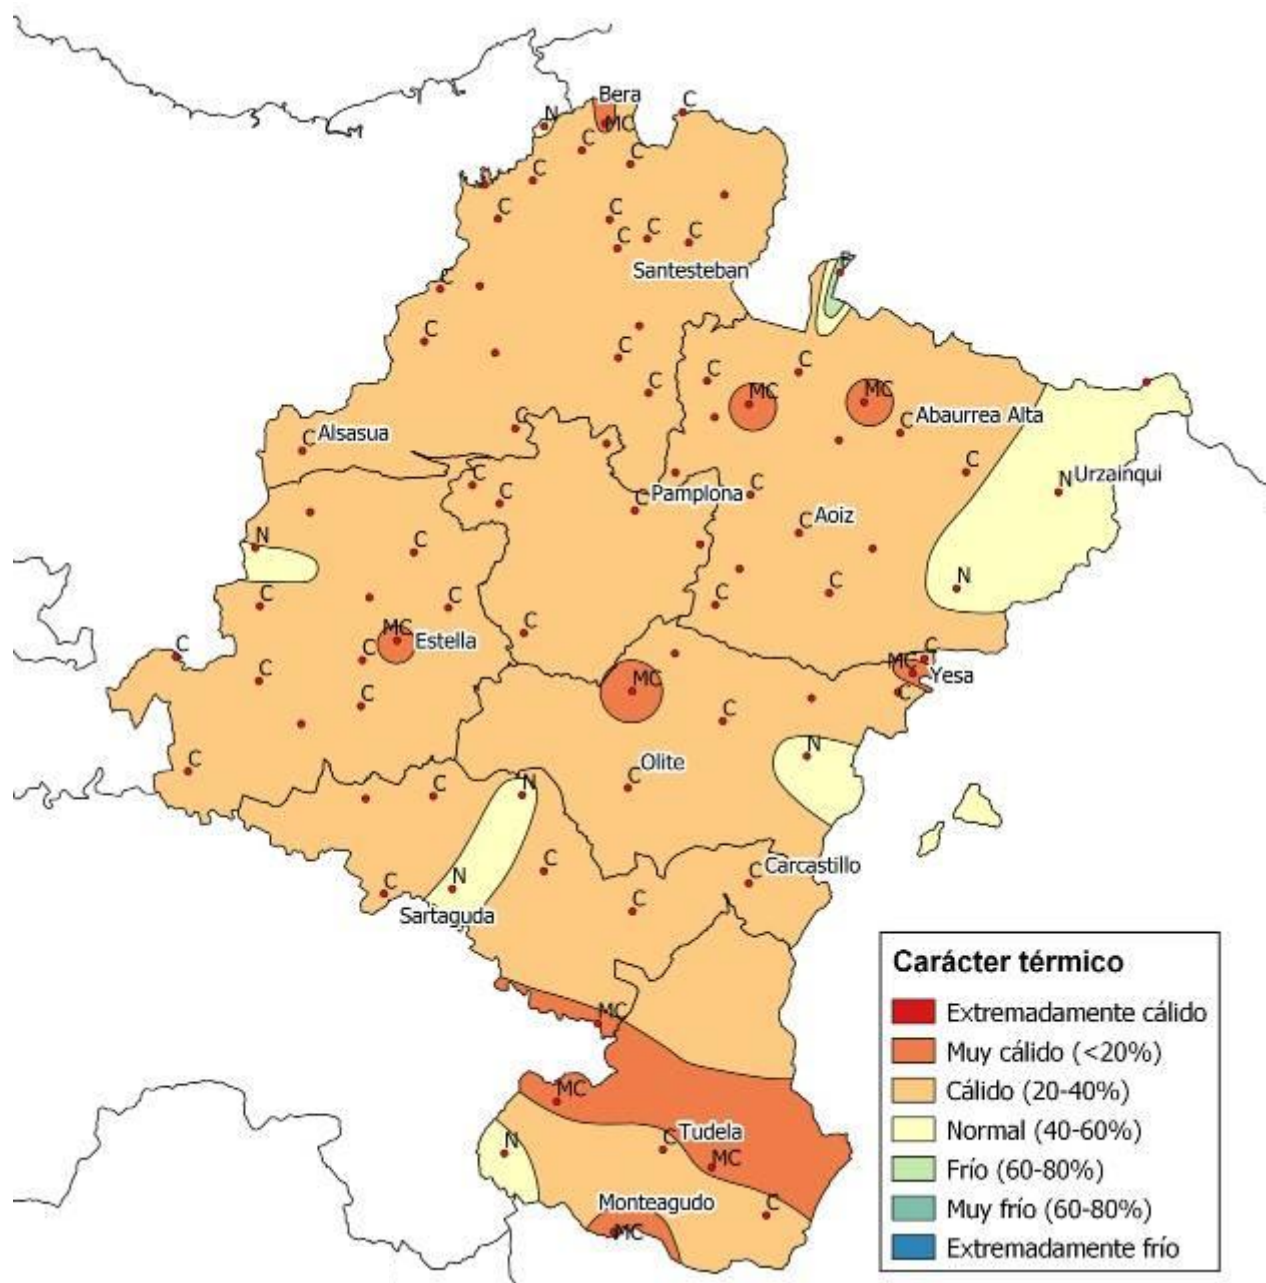 Bera
C
N
MC
C
C
C
C
C
C
C
C
Santesteban
C
C
C
C
C
C
MC
MC
Abaurrea Alta
C
C
Alsasua
C
C
C
N
Urzainqui
C
C
Pamplona
C
Aoiz
N
C
N
C
C
C
C
MC
Estella
C
C
C
C
MC
Yesa
C
C
MC
C
C
N
Olite
C
C
C
N
C
N
Sartaguda
C
Carcastillo
C
C
MC
MC
C
Tudela
MC
N
Monteagudo
C
MC
Carácter térmico
Extremadamente cálido
Muy cálido (<20%)
Cálido (20-40%)
Normal (40-60%)
Frío (60-80%)
Muy frío (60-80%)
Extremadamente frío